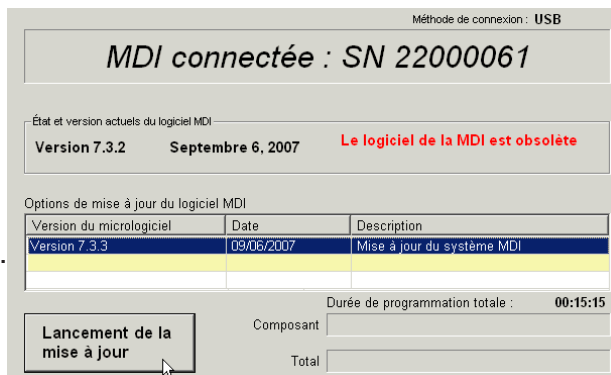 Méthode de connexion : USB
MDI connectée : SN 22000061
État et version actuels du logiciel MDI
Version 7.3.2 Septembre 6, 2007 Le logiciel de la MDI est obsolète
Options de mise à jour du logiciel MDI
Version du micrologiciel Date Description
Version 7.3.3 09/06/2007 Mise à jour du système MDI
Durée de programmation totale : 00:15:15
Lancement de la
mise à jour
Composant
Total